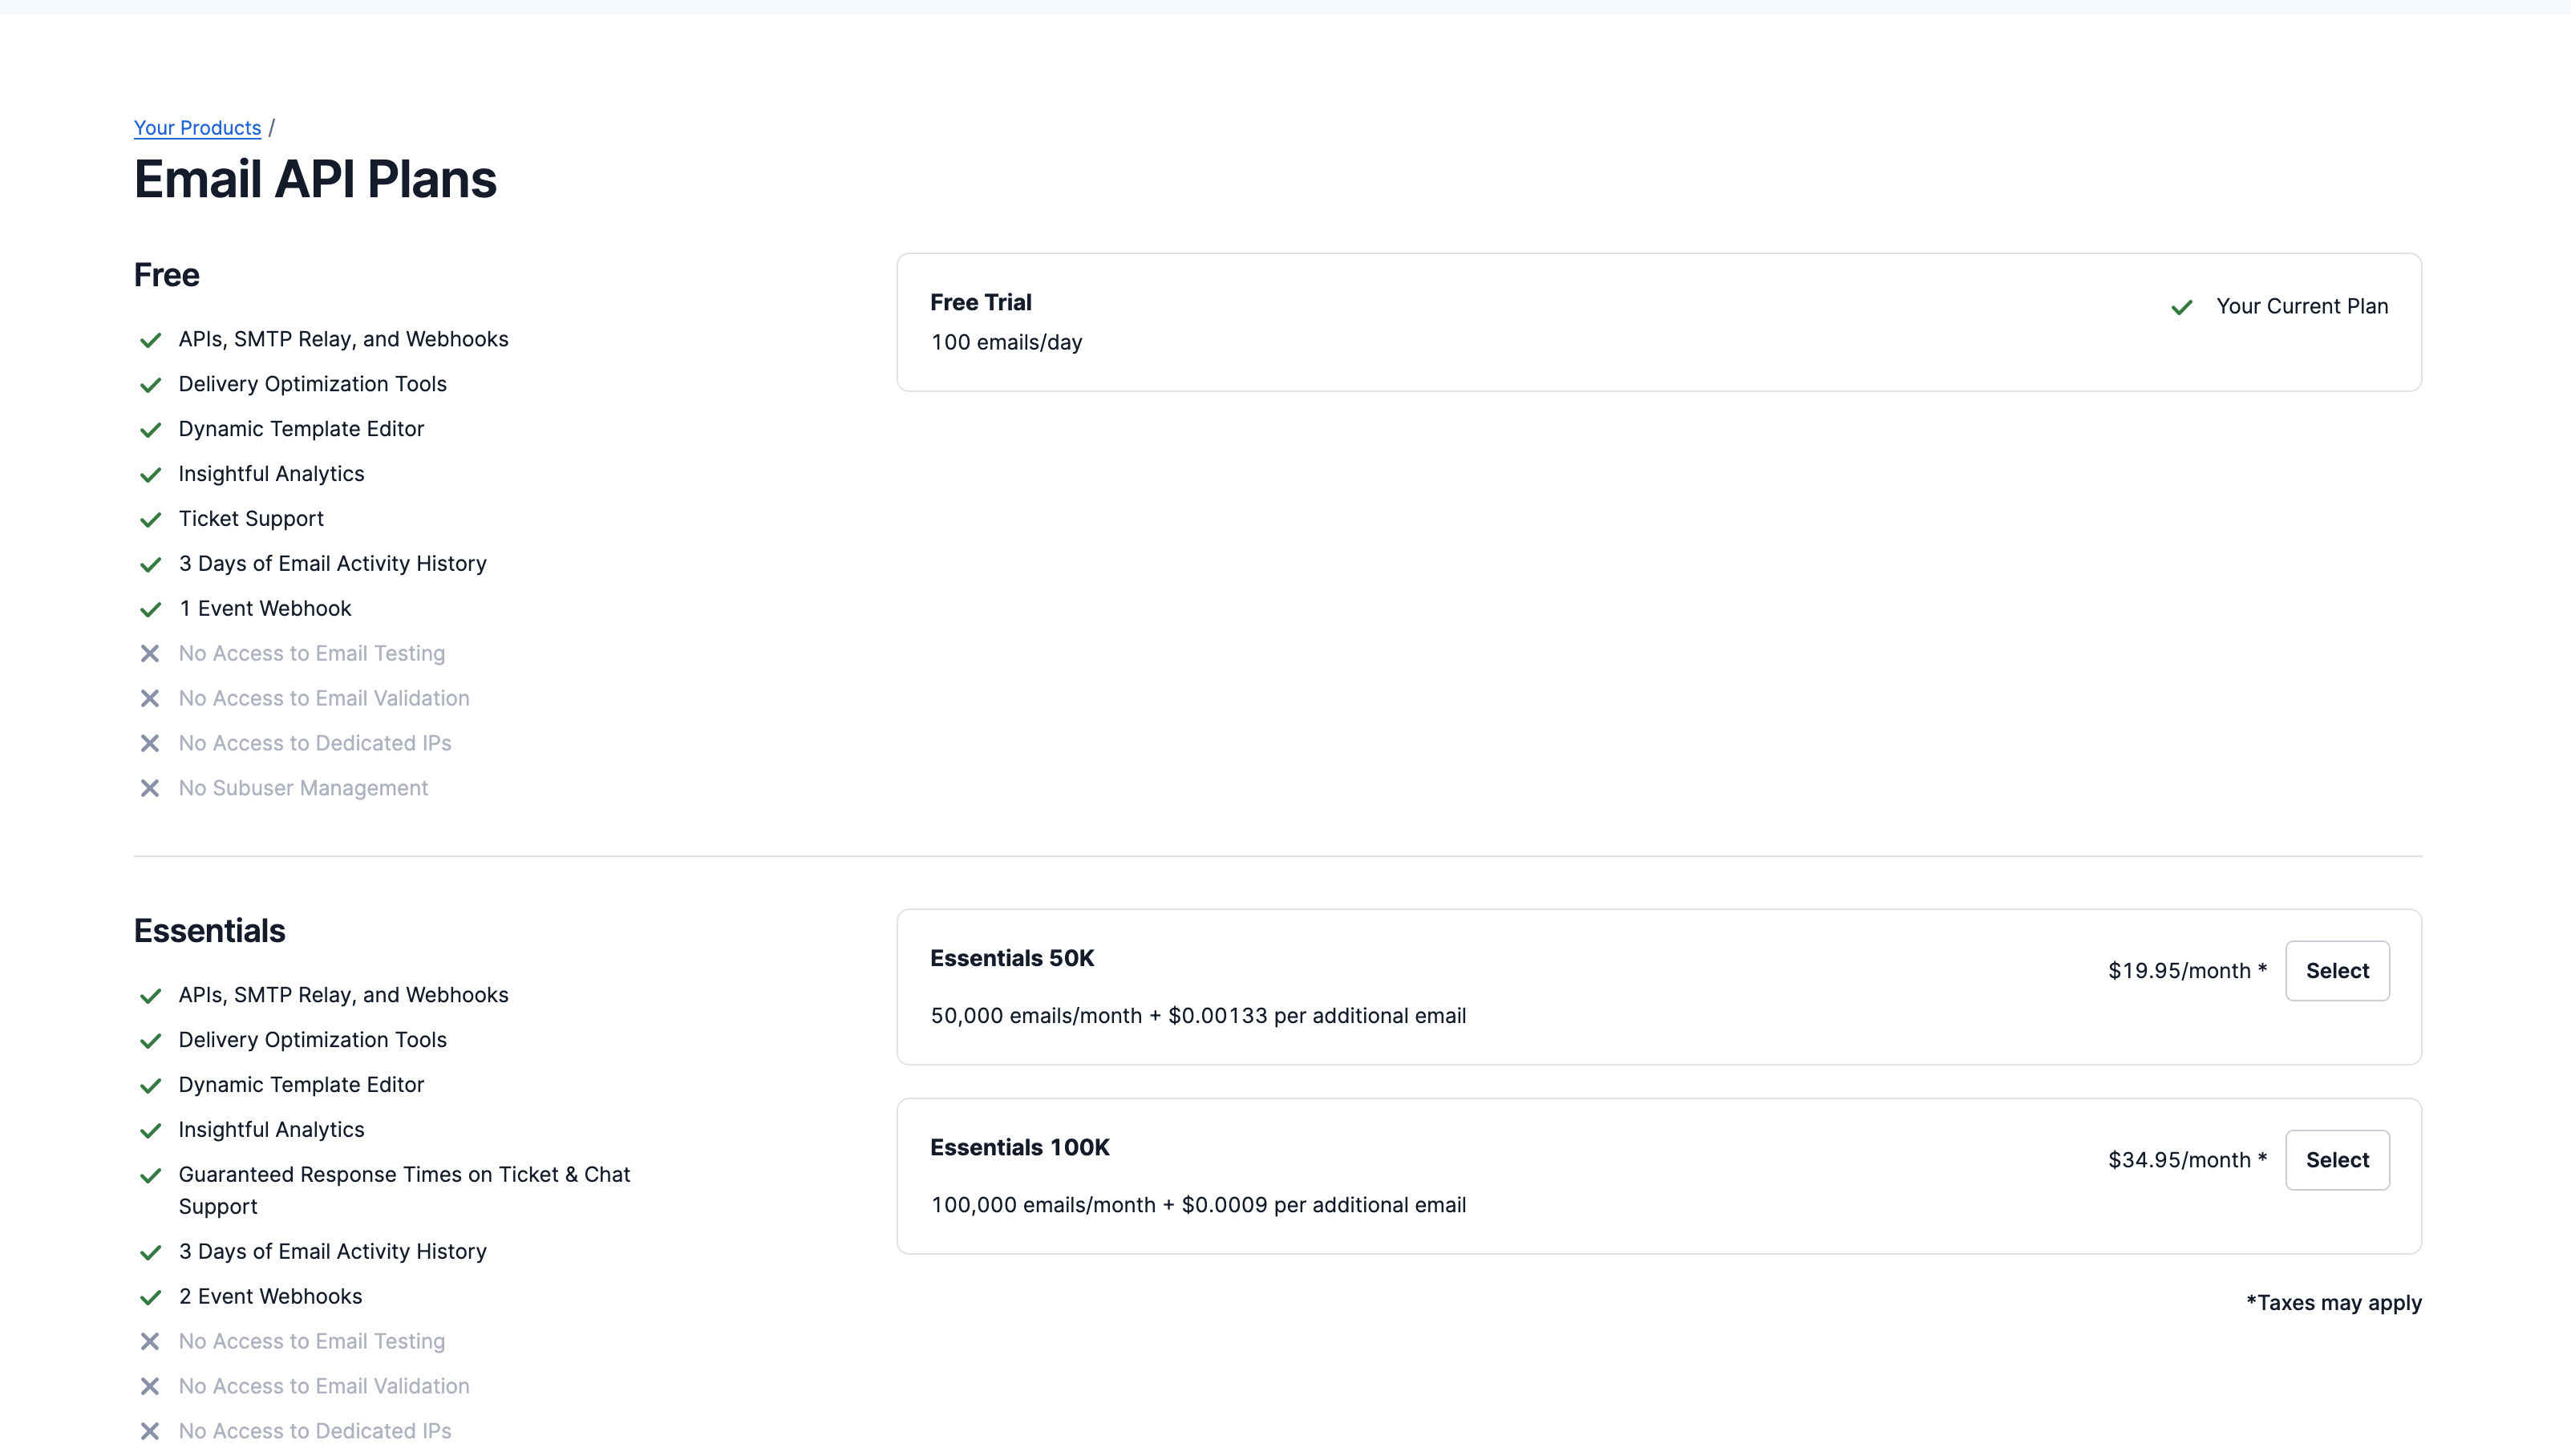 Your Products /
Email API Plans
Free
APIs, SMTP Relay, and Webhooks
Delivery Optimization Tools
Dynamic Template Editor
Insightful Analytics
Ticket Support
3 Days of Email Activity History
1 Event Webhook
No Access to Email Testing
No Access to Email Validation
No Access to Dedicated IPs
No Subuser Management
Free Trial
100 emails/day
Your Current Plan
Essentials
APIs, SMTP Relay, and Webhooks
Delivery Optimization Tools
Dynamic Template Editor
Insightful Analytics
Guaranteed Response Times on Ticket & Chat
Support
3 Days of Email Activity History
2 Event Webhooks
No Access to Email Testing
No Access to Email Validation
No Access to Dedicated IPs
Essentials 50K
$19.95/month *
Select
50,000 emails/month + $0.00133 per additional email
Essentials 100K
$34.95/month *
Select
100,000 emails/month + $0.0009 per additional email
*Taxes may apply